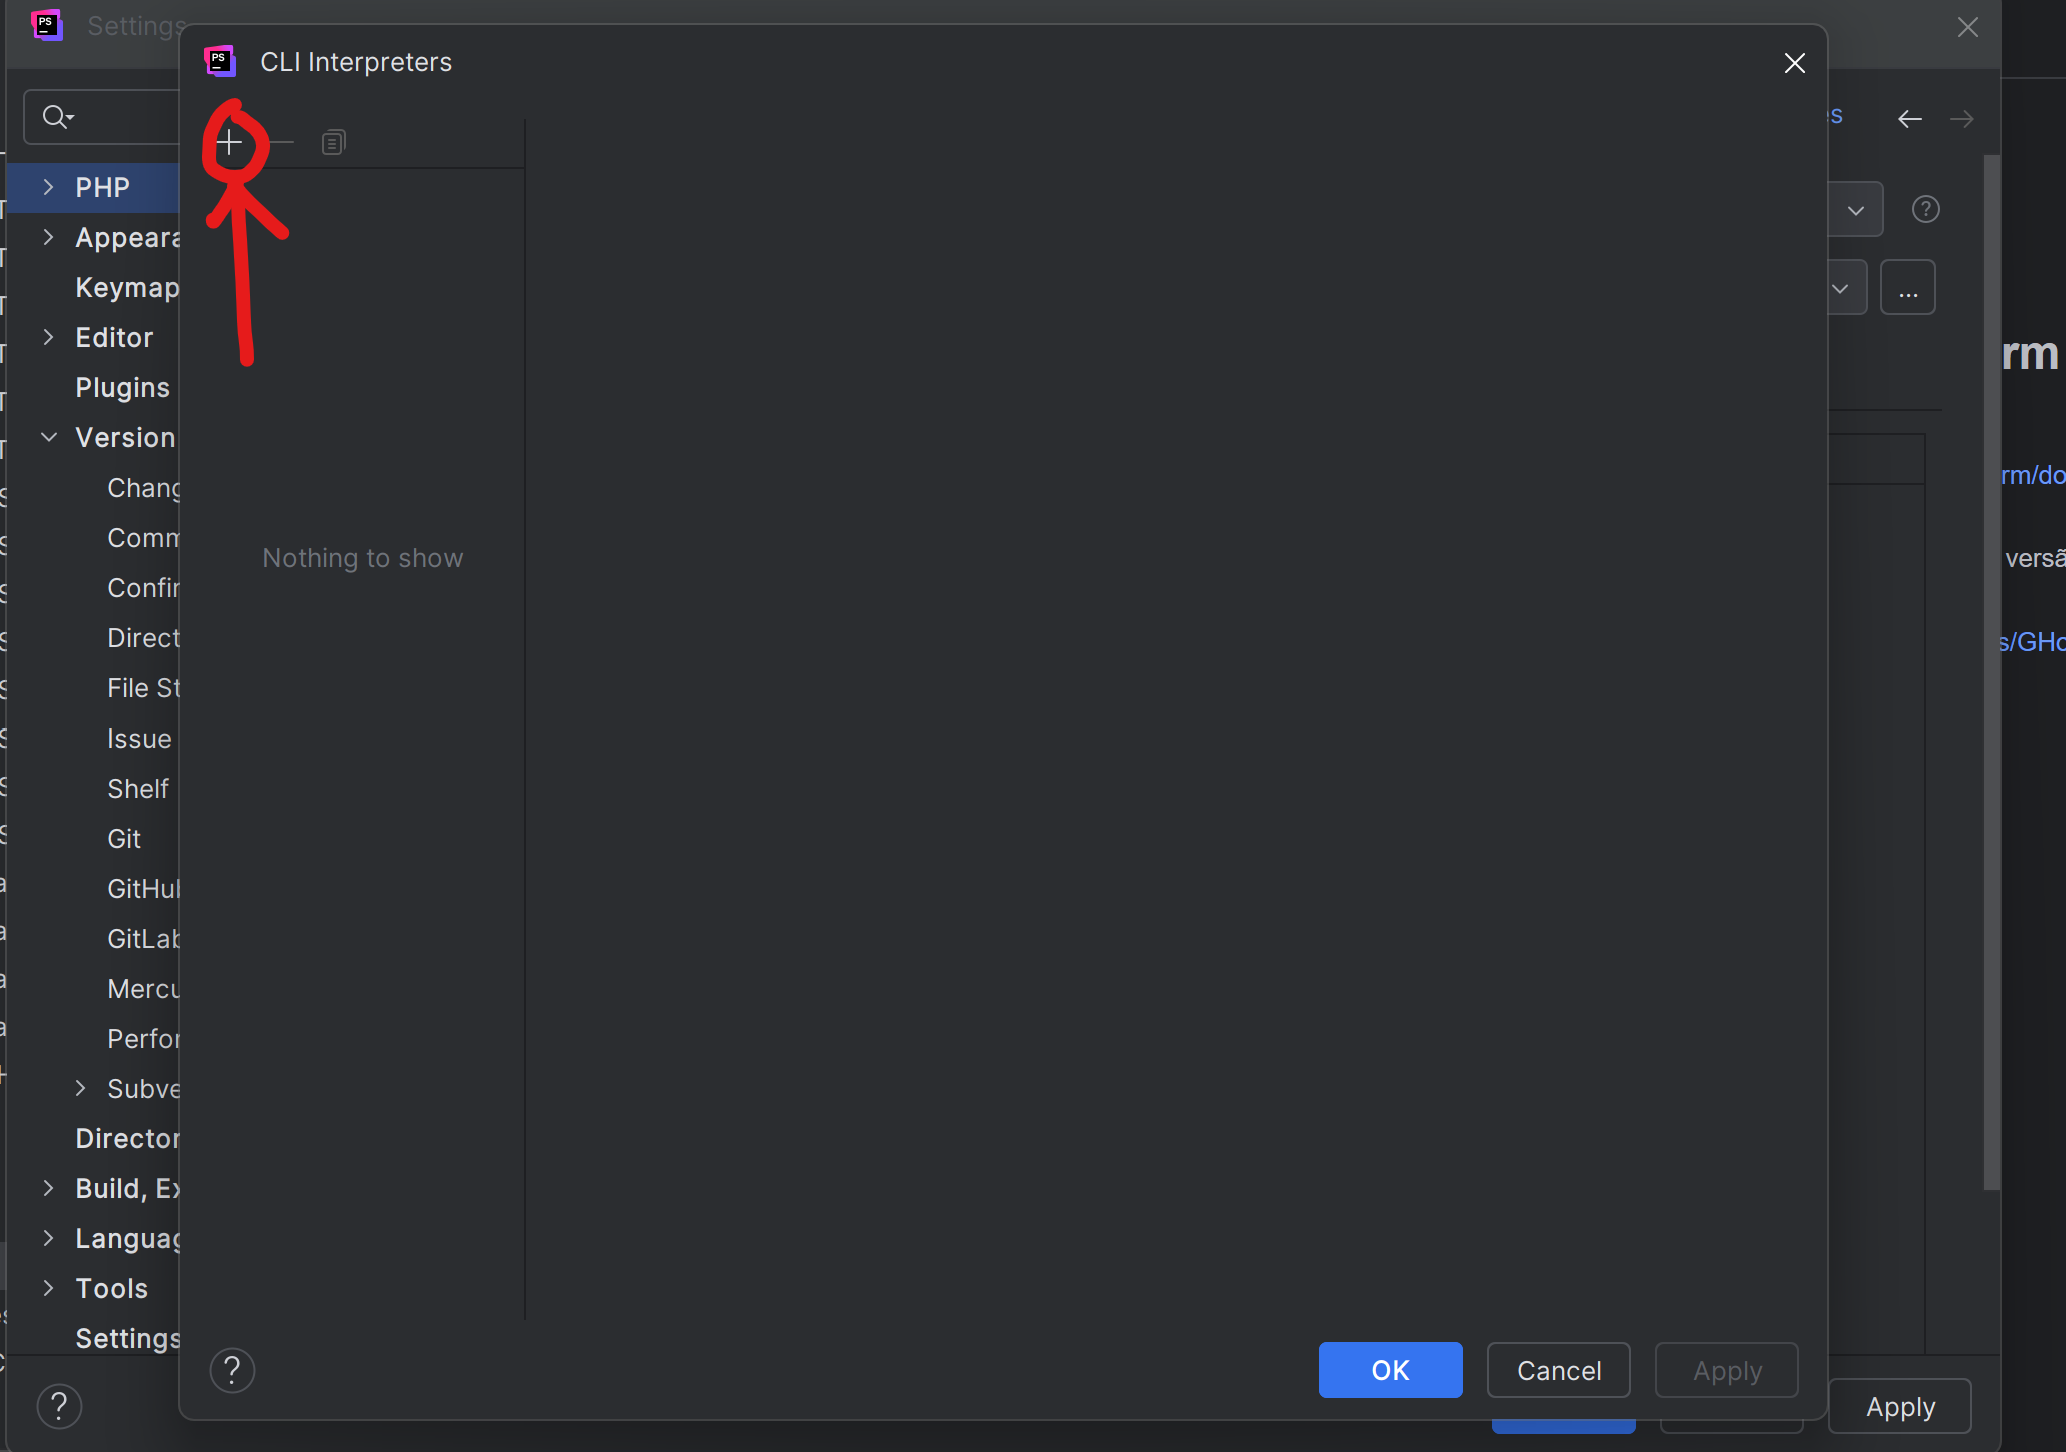 Settings
CLI Interpreters
PHP
Appeara
Keymap
Editor
Plugins
Version
Chang
Comm
Confir
Direct
File St
Issue
Shelf
Git
GitHub
GitLab
Mercu
Perfor
Subve
Director
Build, Ex
Languag
Tools
Settings
Nothing to show
...
rm
rm/do
versã
s/GHo
?
OK
Cancel
Apply
?
Apply